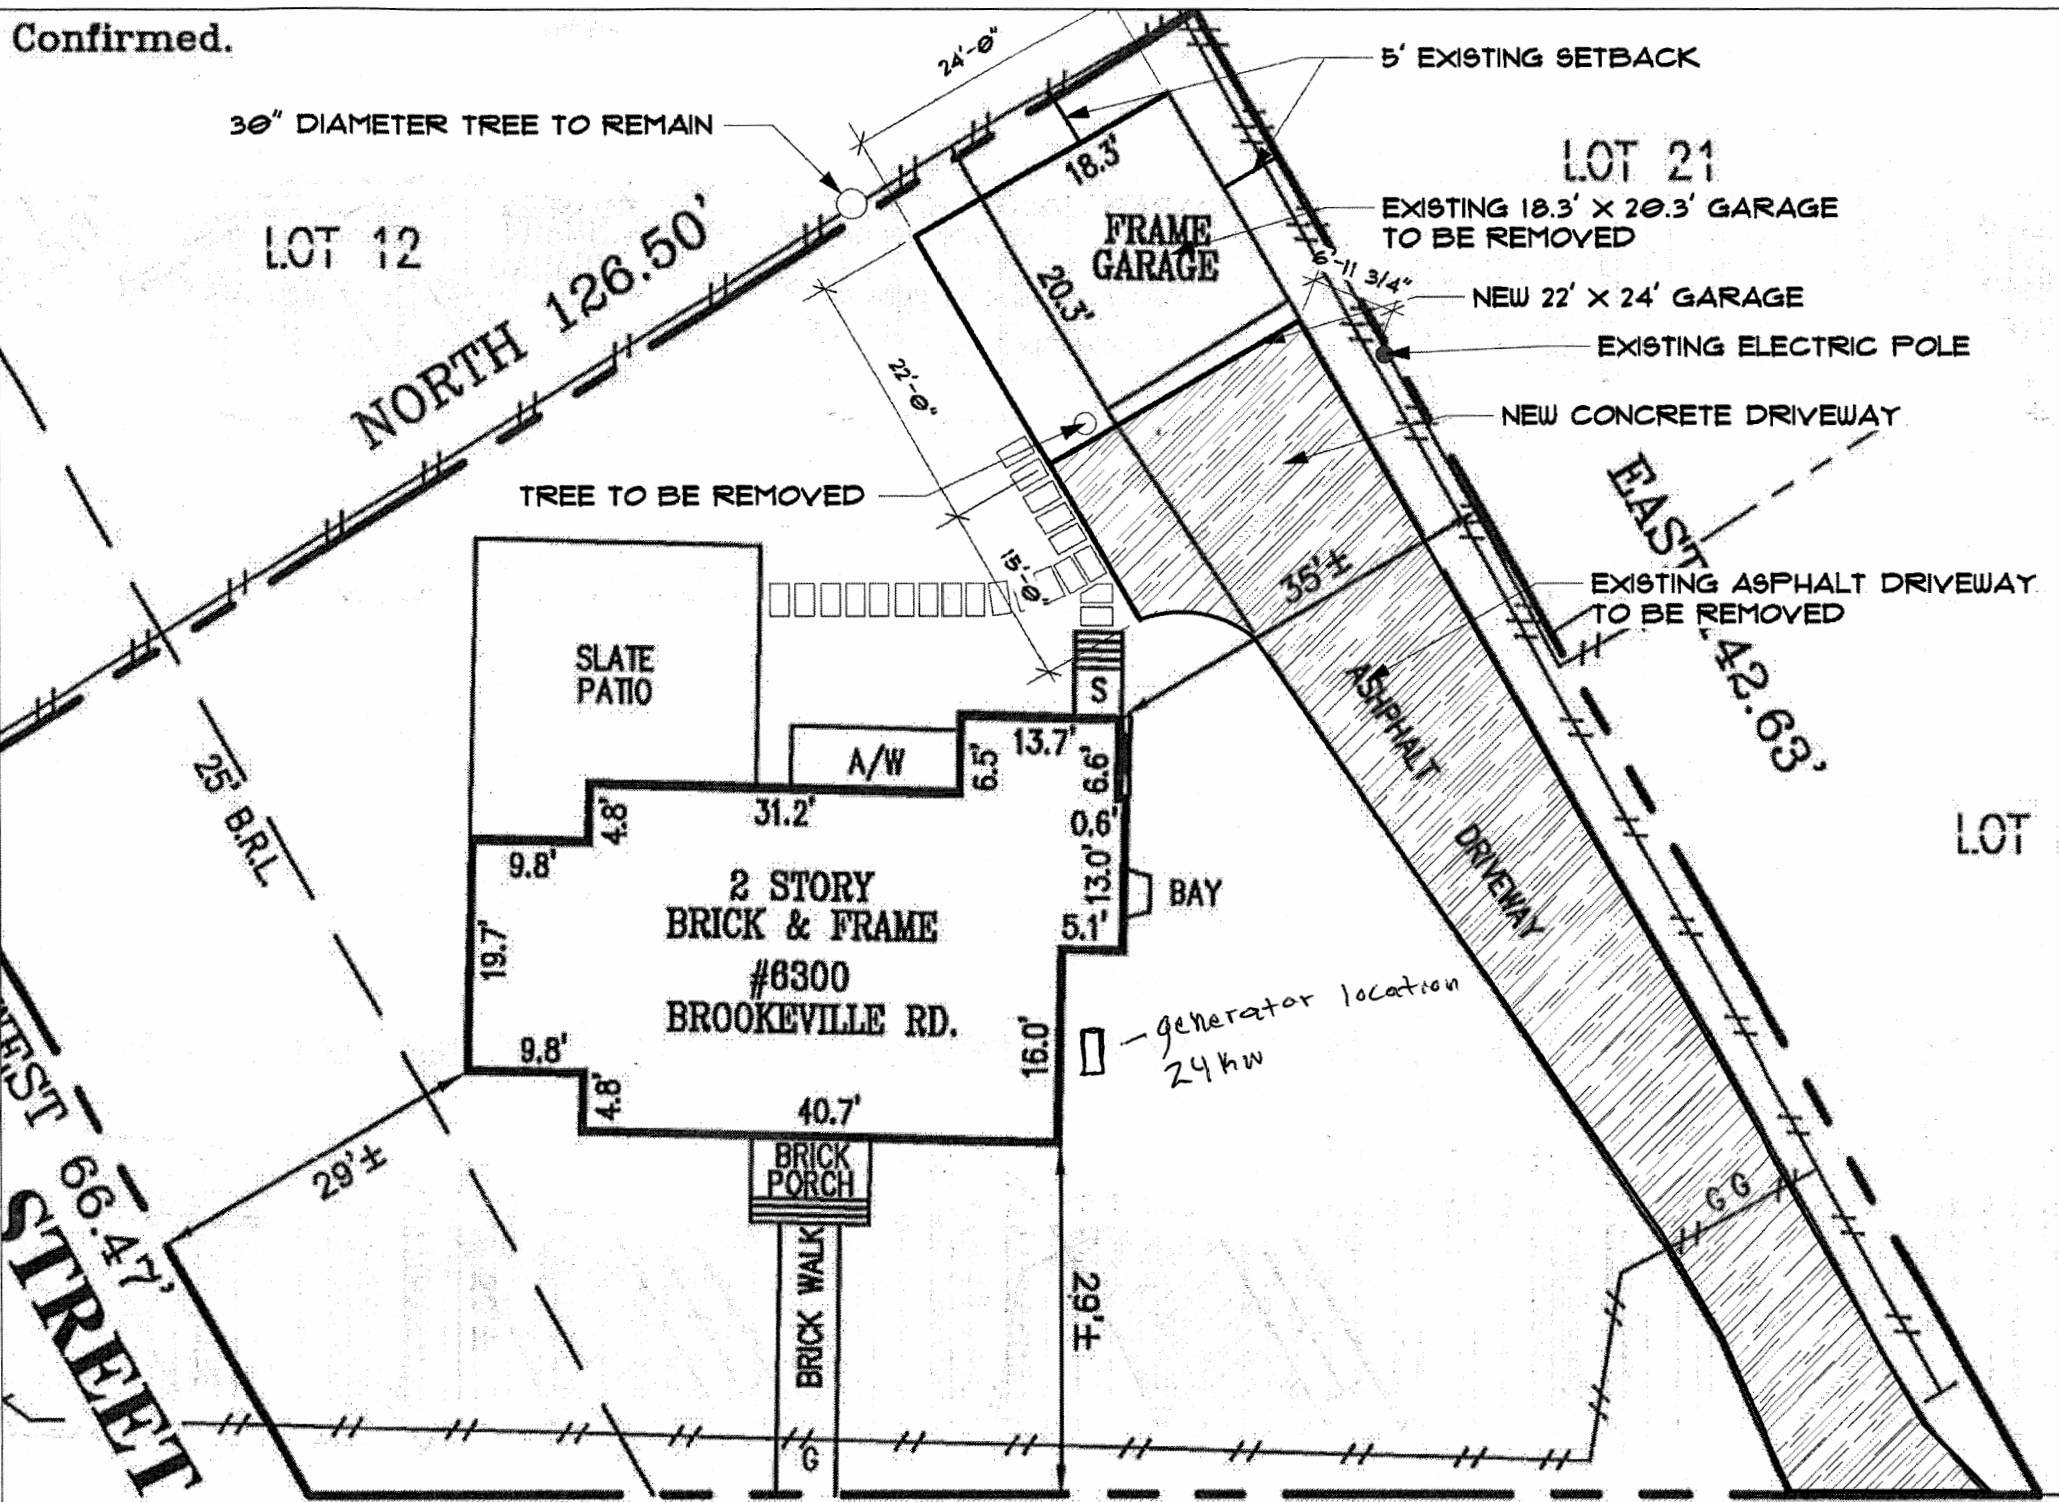 Confirmed.
24'-0"
5' EXISTING SETBACK
30" DIAMETER TREE TO REMAIN
LOT 21
18.3'
LOT 12
EXISTING 18.3' X 20.3' GARAGE
TO BE REMOVED
FRAME
GARAGE
NORTH 126.50'
20.3'
6'-11 3/4"
NEW 22' X 24' GARAGE
EXISTING ELECTRIC POLE
22'-0"
NEW CONCRETE DRIVEWAY
TREE TO BE REMOVED
EAST 42.63'
35'±
EXISTING ASPHALT DRIVEWAY
TO BE REMOVED
SLATE
PATIO
S
ASHPHALT
DRIVEWAY
13.7'
A/W
6.5'
6.6'
25' B.R.L.
31.2'
4.8'
0.6'
LOT
9.8'
2 STORY
BRICK & FRAME
#6300
BROOKEVILLE RD.
13.0'
BAY
5.1'
19.7'
generator location
24kw
16.0'
9.8'
4.8'
40.7'
WEST 66.47'
STREET
29'±
BRICK
PORCH
G G
BRICK WALK
29'±
G